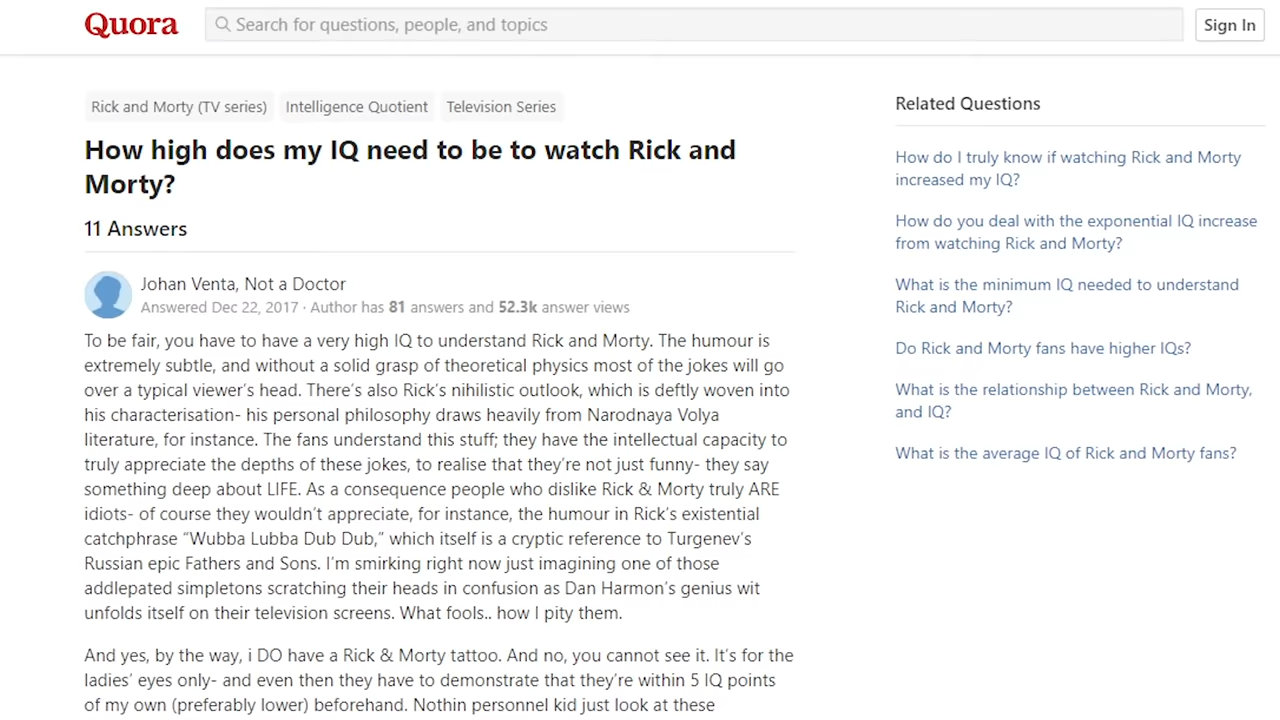 Quora
Search for questions, people, and topics
Sign In
Rick and Morty (TV series) Intelligence Quotient Television Series
How high does my IQ need to be to watch Rick and
Morty?
11 Answers
Johan Venta, Not a Doctor
Answered Dec 22, 2017 · Author has 81 answers and 52.3k answer views
To be fair, you have to have a very high IQ to understand Rick and Morty. The humour is
extremely subtle, and without a solid grasp of theoretical physics most of the jokes will go
over a typical viewer's head. There's also Rick's nihilistic outlook, which is deftly woven into
his characterisation- his personal philosophy draws heavily from Narodnaya Volya
literature, for instance. The fans understand this stuff; they have the intellectual capacity to
truly appreciate the depths of these jokes, to realise that they're not just funny- they say
something deep about LIFE. As a consequence people who dislike Rick & Morty truly ARE
idiots- of course they wouldn't appreciate, for instance, the humour in Rick's existential
catchphrase “Wubba Lubba Dub Dub,” which itself is a cryptic reference to Turgenev's
Russian epic Fathers and Sons. I'm smirking right now just imagining one of those
addlepated simpletons scratching their heads in confusion as Dan Harmon's genius wit
unfolds itself on their television screens. What fools.. how I pity them.
And yes, by the way, i DO have a Rick & Morty tattoo. And no, you cannot see it. It's for the
ladies' eyes only- and even then they have to demonstrate that they're within 5 IQ points
of my own (preferably lower) beforehand. Nothin personnel kid just look at these
Related Questions
How do I truly know if watching Rick and Morty
increased my IQ?
How do you deal with the exponential IQ increase
from watching Rick and Morty?
What is the minimum IQ needed to understand
Rick and Morty?
Do Rick and Morty fans have higher IQs?
What is the relationship between Rick and Morty,
and IQ?
What is the average IQ of Rick and Morty fans?